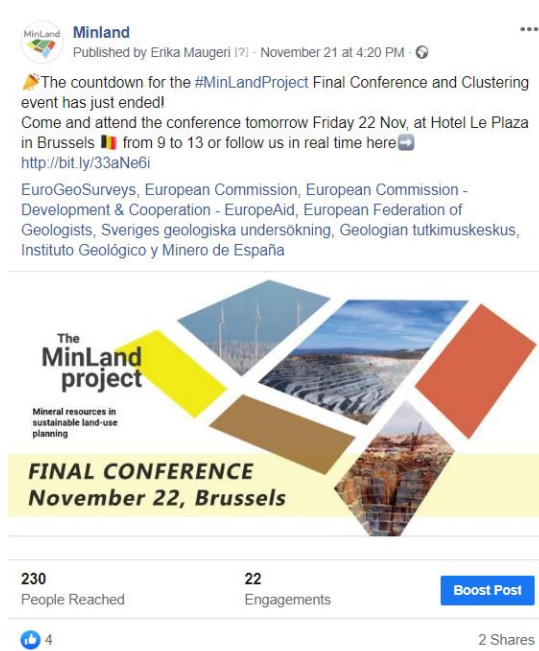 MinLand
Minland
Published by Erika Maugeri [?] · November 21 at 4:20 PM ·
The countdown for the #MinLandProject Final Conference and Clustering
event has just ended!
Come and attend the conference tomorrow Friday 22 Nov, at Hotel Le Plaza
in Brussels 🇧🇪 from 9 to 13 or follow us in real time here➡
http://bit.ly/33aNe6i
EuroGeoSurveys, European Commission, European Commission -
Development & Cooperation - EuropeAid, European Federation of
Geologists, Sveriges geologiska undersökning, Geologian tutkimuskeskus,
Instituto Geológico y Minero de España
The
MinLand
project
Mineral resources in
sustainable land-use
planning
FINAL CONFERENCE
November 22, Brussels
230
People Reached
22
Engagements
Boost Post
4
2 Shares